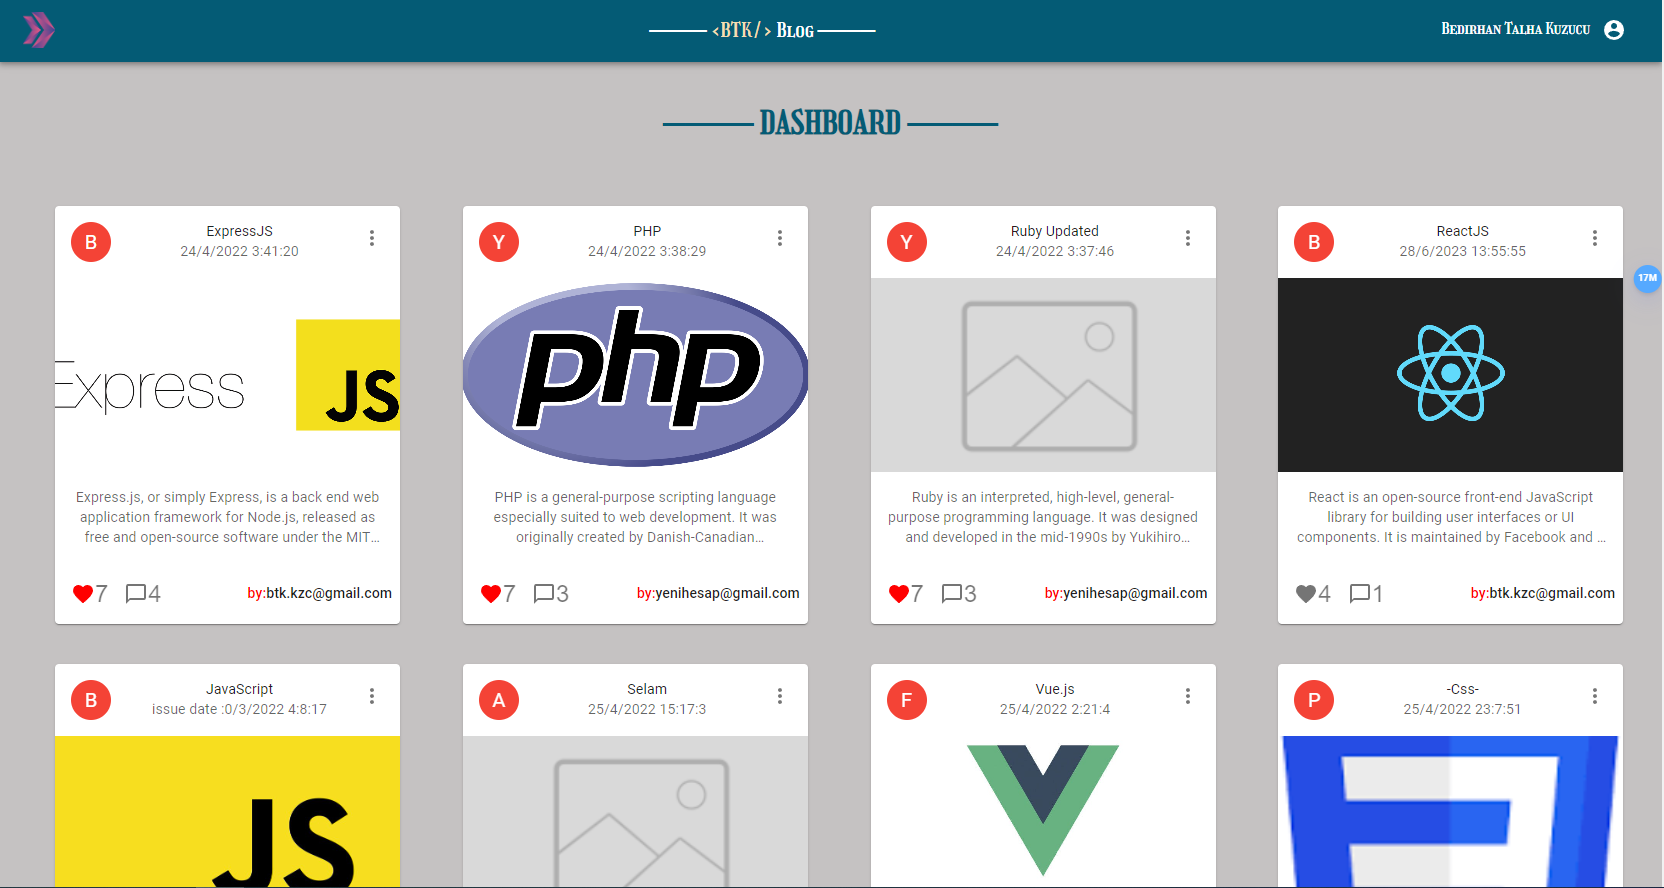 <BTK/> Blog
Bedirhan Talha Kuzucu
DASHBOARD
B
ExpressJS
24/4/2022 3:41:20
Express
JS
Express.js, or simply Express, is a back end web
application framework for Node.js, released as
free and open-source software under the MIT...
7
4
by:btk.kzc@gmail.com
Y
PHP
24/4/2022 3:38:29
php
PHP is a general-purpose scripting language
especially suited to web development. It was
originally created by Danish-Canadian...
7
3
by:yenihesap@gmail.com
Y
Ruby Updated
24/4/2022 3:37:46
Ruby is an interpreted, high-level, general-
purpose programming language. It was designed
and developed in the mid-1990s by Yukihiro...
7
3
by:yenihesap@gmail.com
B
ReactJS
28/6/2023 13:55:55
React is an open-source front-end JavaScript
library for building user interfaces or UI
components. It is maintained by Facebook and ...
4
1
by:btk.kzc@gmail.com
17M
B
JavaScript
issue date :0/3/2022 4:8:17
JS
A
Selam
25/4/2022 15:17:3
F
Vue.js
25/4/2022 2:21:4
P
-Css-
25/4/2022 23:7:51